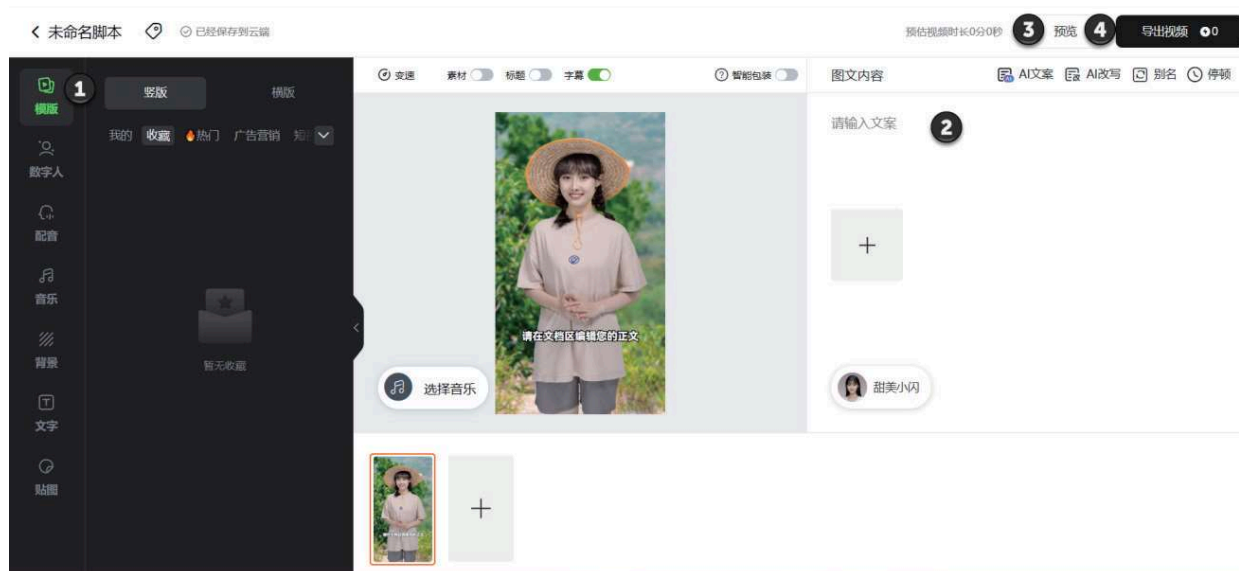 未命名脚本 已经保存到云端 预估视频时长0分0秒 3 预览 4 导出视频 0
模版 1
数字人
配音
音乐
背景
文字
贴图
竖版 横版
我的 收藏 热门 广告营销
暂无收藏
变速 素材 标题 字幕 智能包装
请在文档区编辑您的正文
选择音乐
图文内容 AI文案 AI改写 别名 停顿
请输入文案 2
甜美小闪